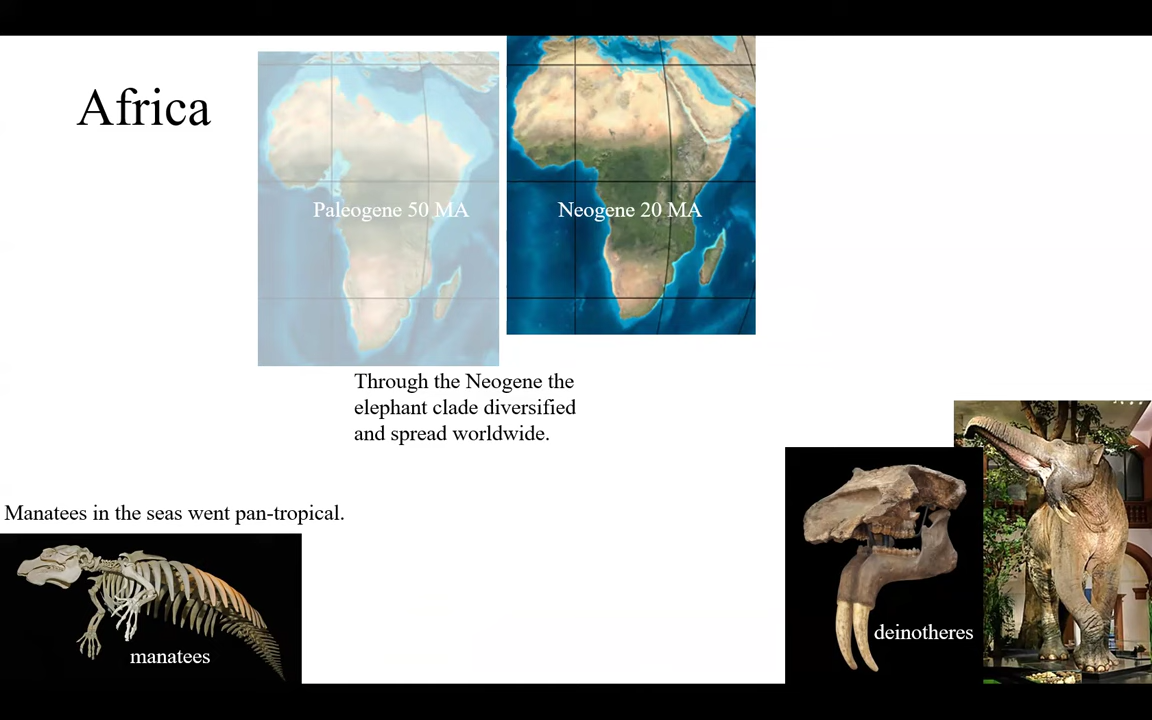 Africa
Paleogene 50 MA
Neogene 20 MA
Through the Neogene the
elephant clade diversified
and spread worldwide.
Manatees in the seas went pan-tropical.
manatees
deinotheres